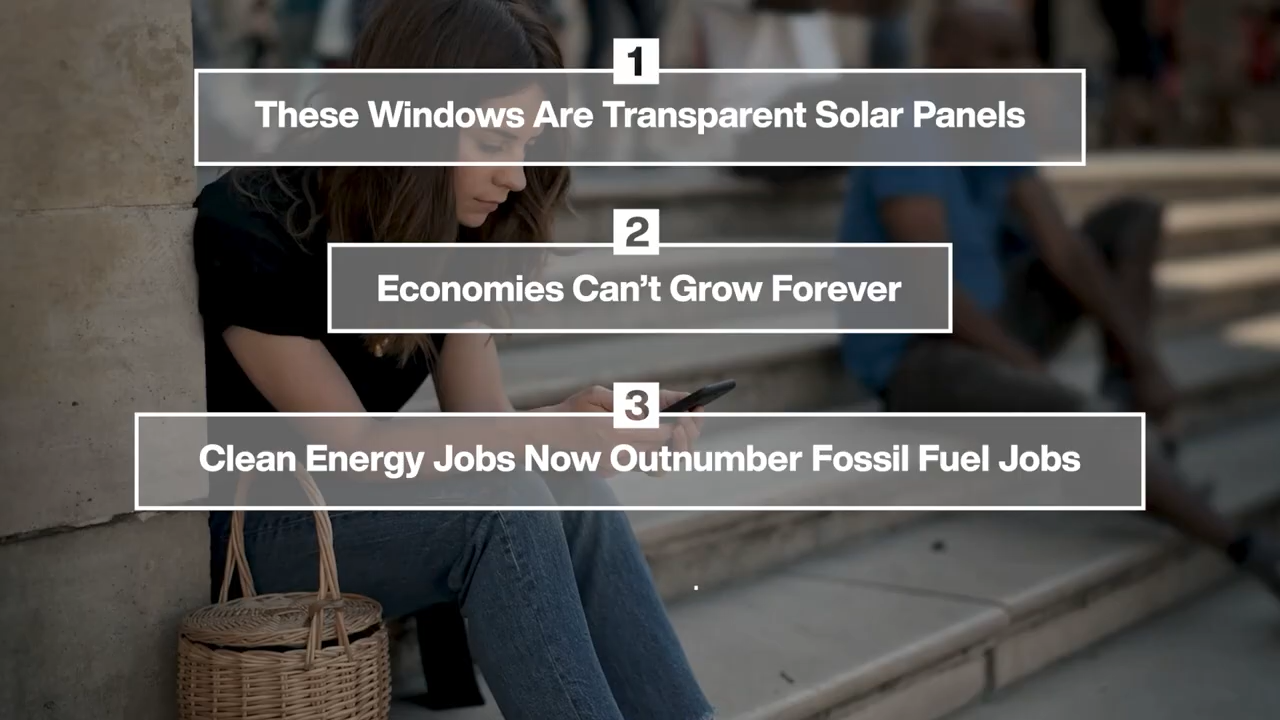 1
These Windows Are Transparent Solar Panels
2
Economies Can’t Grow Forever
3
Clean Energy Jobs Now Outnumber Fossil Fuel Jobs